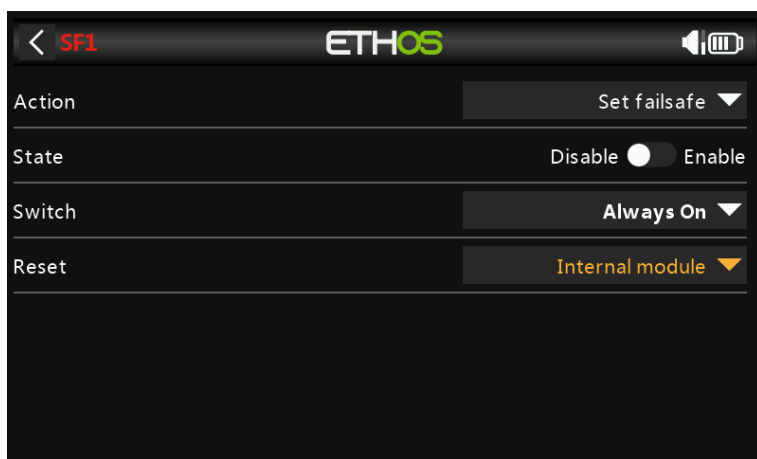 SF1 ETHOS
Action Set failsafe
State Disable Enable
Switch Always On
Reset Internal module